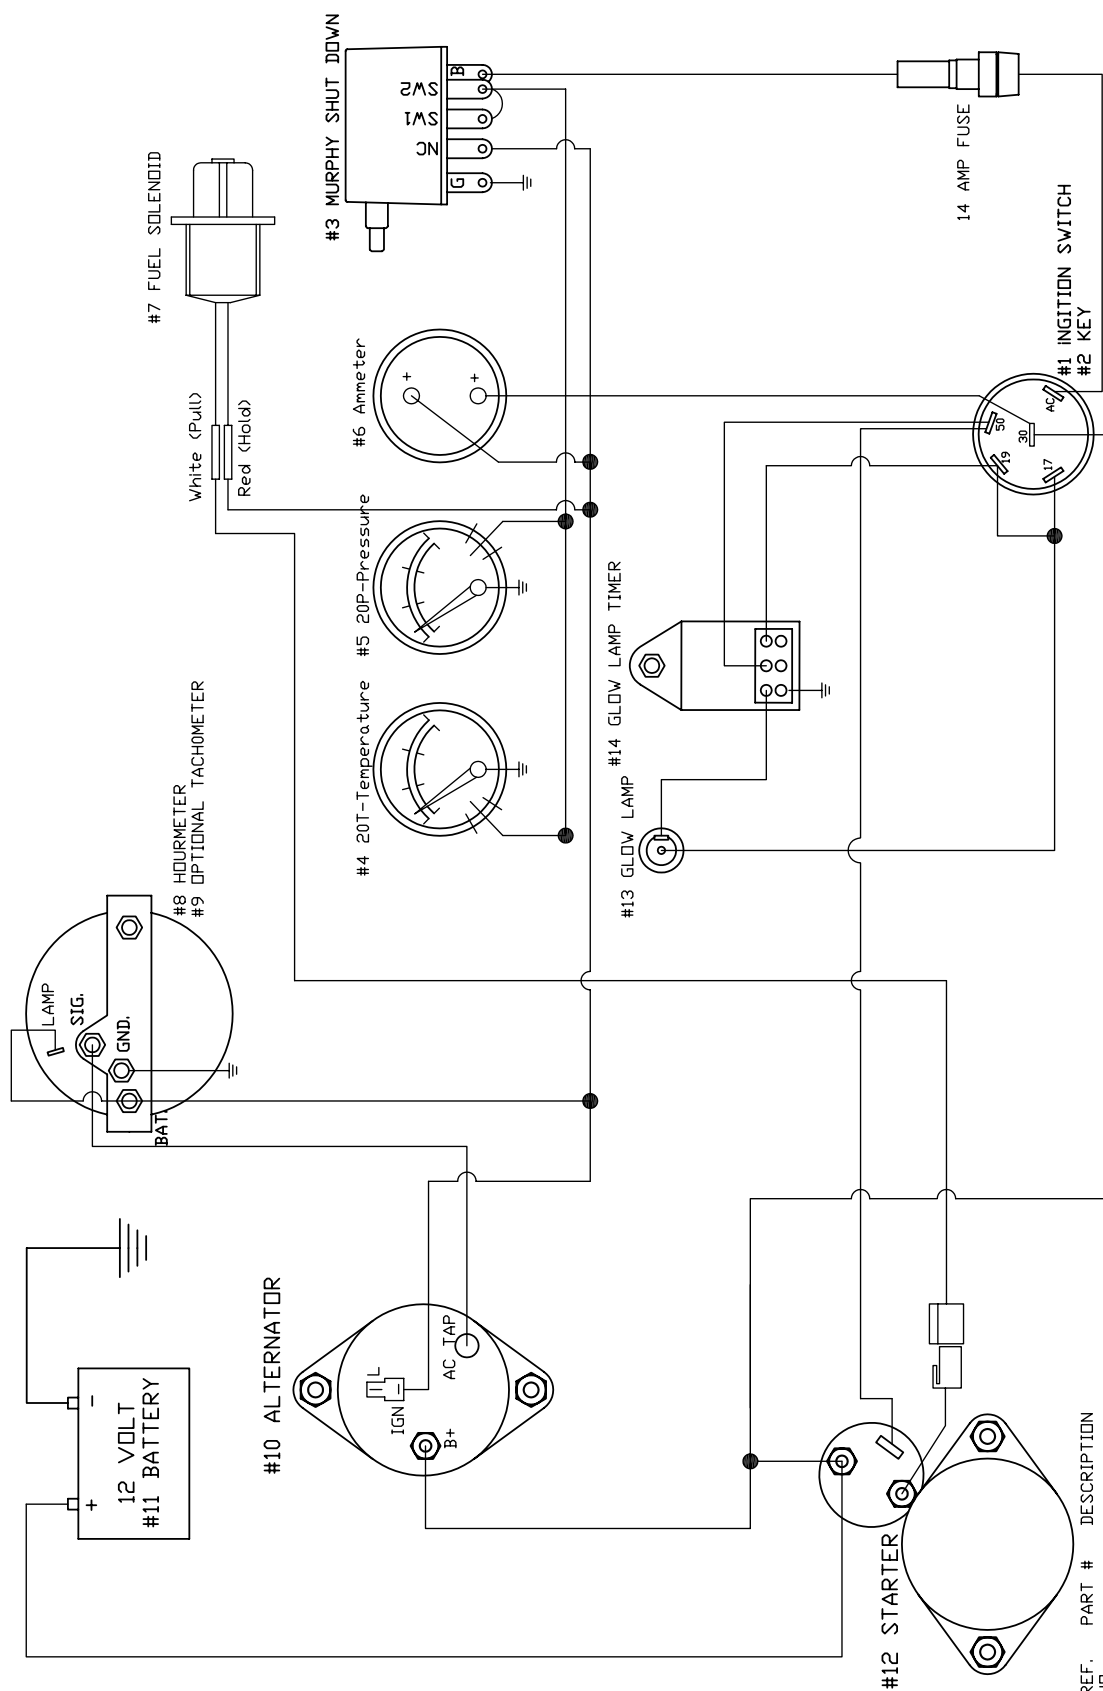 12 VOLT
#11 BATTERY
+
-
#8 HOURMETER
#9 OPTIONAL TACHOMETER
LAMP
SIG.
GND.
BAT.
#7 FUEL SOLENOID
White (Pull)
Red (Hold)
#10 ALTERNATOR
IGN
L
B+
AC TAP
#4 20T-Temperature
#5 20P-Pressure
#6 Ammeter
+
+
#3 MURPHY SHUT DOWN
G
NC
SW1
SW2
B
#13 GLOW LAMP
#14 GLOW LAMP TIMER
14 AMP FUSE
#12 STARTER
#1 INGITION SWITCH
#2 KEY
17
19
30
50
AC
REF. PART # DESCRIPTION